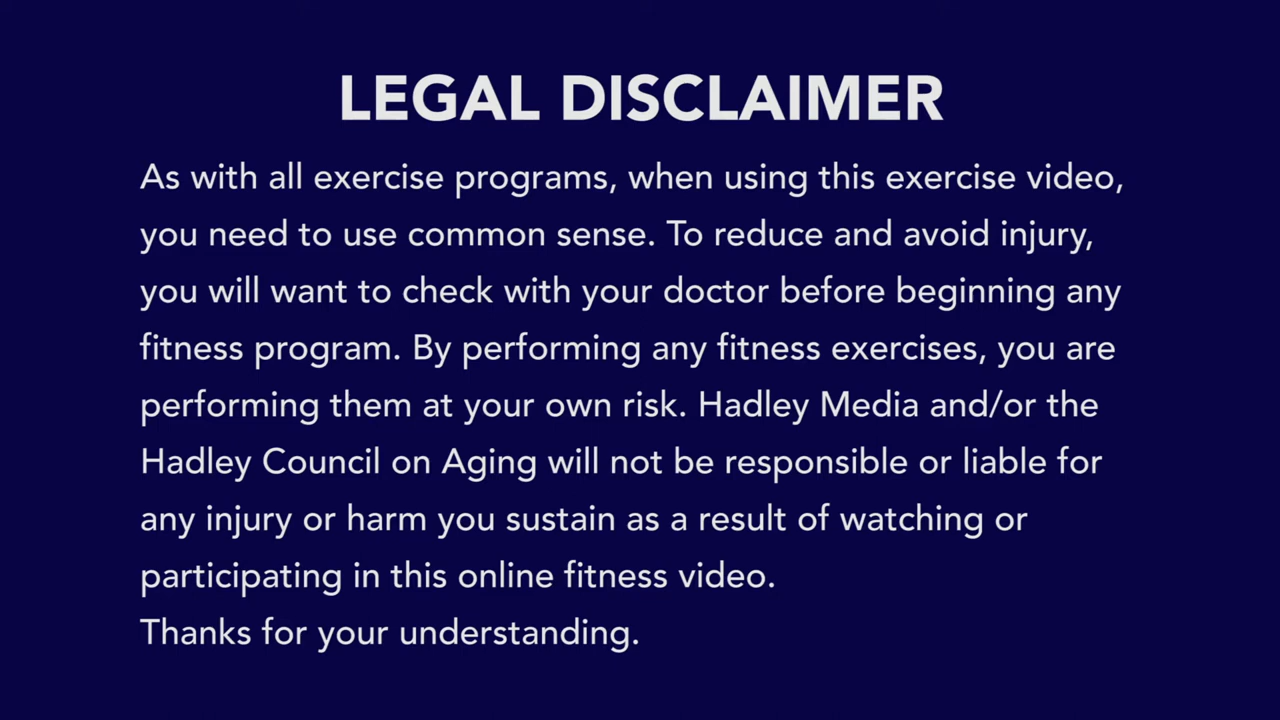 LEGAL DISCLAIMER
As with all exercise programs, when using this exercise video,
you need to use common sense. To reduce and avoid injury,
you will want to check with your doctor before beginning any
fitness program. By performing any fitness exercises, you are
performing them at your own risk. Hadley Media and/or the
Hadley Council on Aging will not be responsible or liable for
any injury or harm you sustain as a result of watching or
participating in this online fitness video.
Thanks for your understanding.